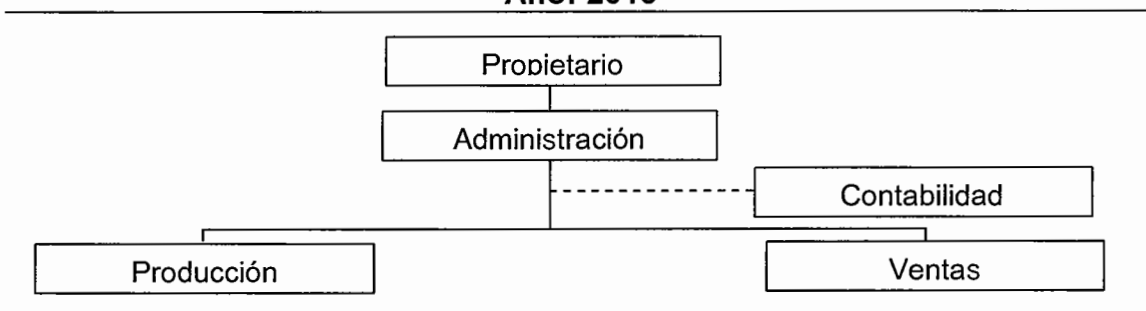 Propietario
Administración
Contabilidad
Producción
Ventas